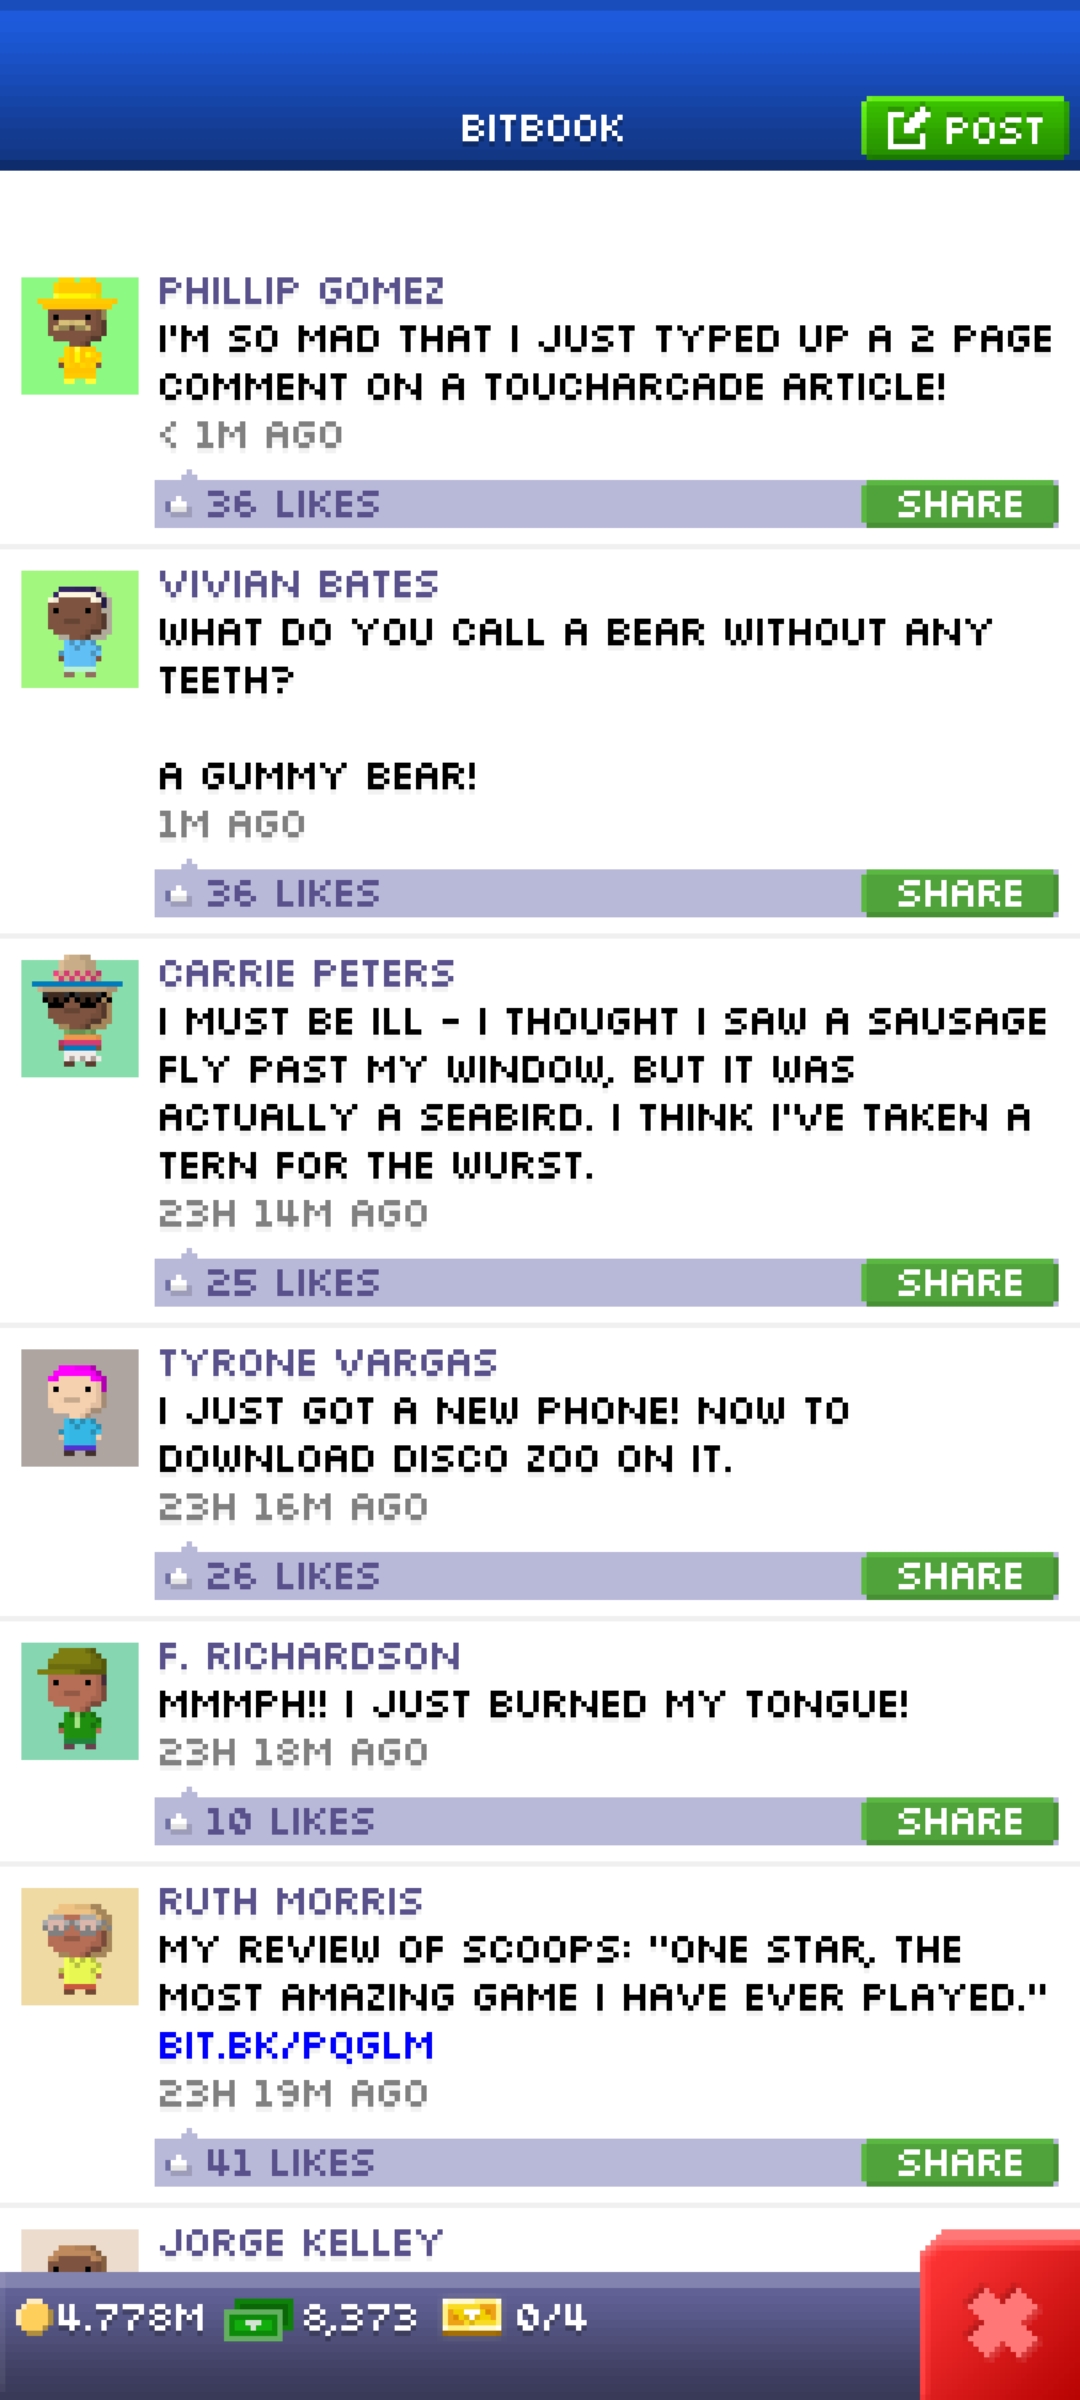 BITBOOK
POST
PHILLIP GOMEZ
I'M SO MAD THAT I JUST TYPED UP A 2 PAGE
COMMENT ON A TOUCHARCADE ARTICLE!
< 1M AGO
36 LIKES
SHARE
VIVIAN BATES
WHAT DO YOU CALL A BEAR WITHOUT ANY
TEETH?
A GUMMY BEAR!
1M AGO
36 LIKES
SHARE
CARRIE PETERS
I MUST BE ILL - I THOUGHT I SAW A SAUSAGE
FLY PAST MY WINDOW, BUT IT WAS
ACTUALLY A SEABIRD. I THINK I'VE TAKEN A
TERN FOR THE WURST.
23H 14M AGO
25 LIKES
SHARE
TYRONE VARGAS
I JUST GOT A NEW PHONE! NOW TO
DOWNLOAD DISCO ZOO ON IT.
23H 16M AGO
26 LIKES
SHARE
F. RICHARDSON
MMMPH!! I JUST BURNED MY TONGUE!
23H 18M AGO
10 LIKES
SHARE
RUTH MORRIS
MY REVIEW OF SCOOPS: "ONE STAR, THE
MOST AMAZING GAME I HAVE EVER PLAYED."
BIT.BK/PQGLM
23H 19M AGO
41 LIKES
SHARE
JORGE KELLEY
4.778M 8,373 0/4